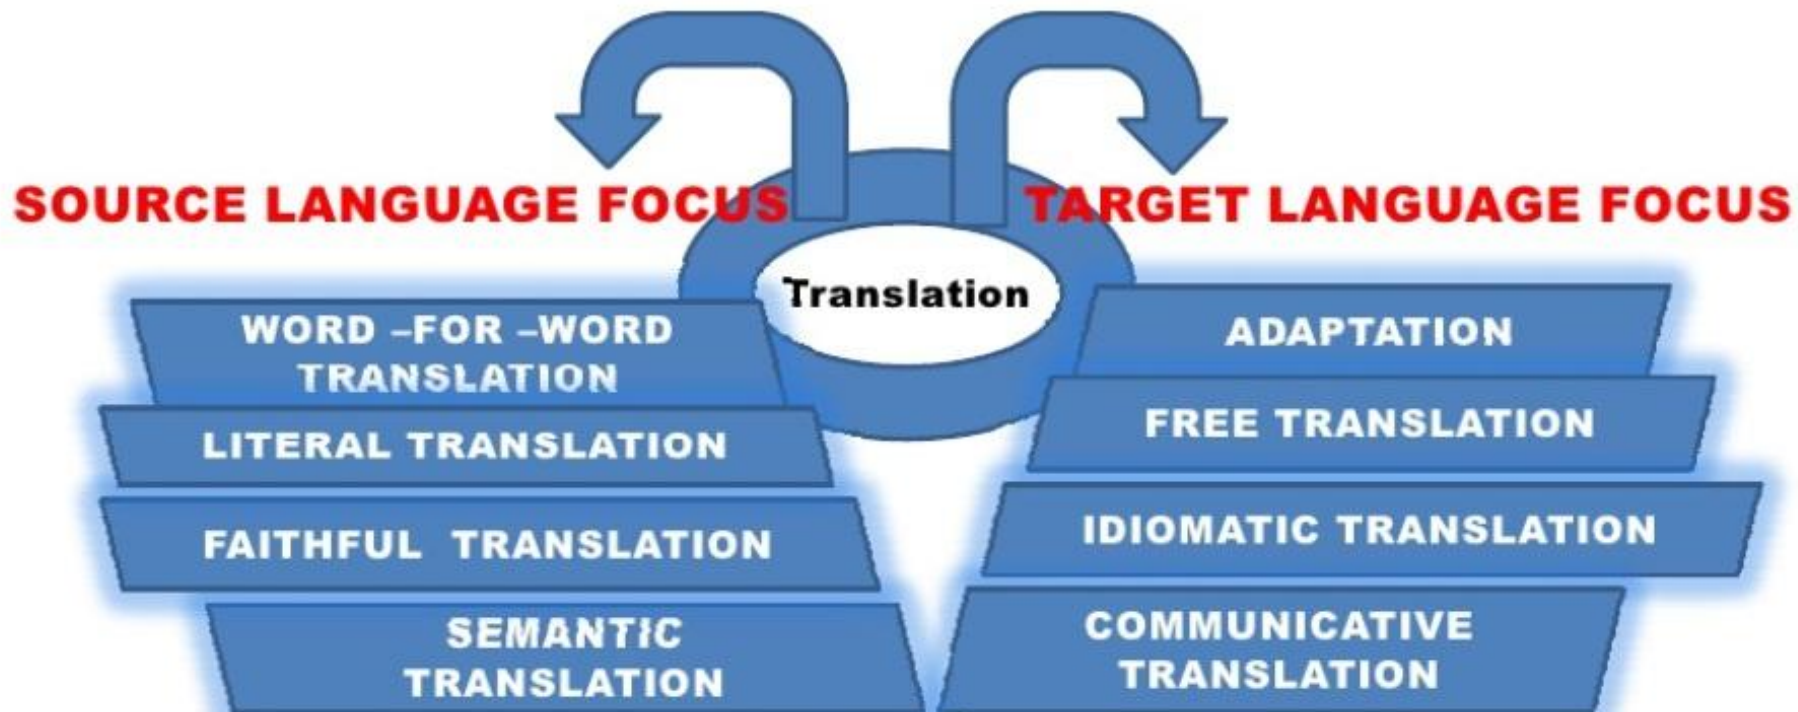 SOURCE LANGUAGE FOCUS
TARGET LANGUAGE FOCUS
Translation
WORD –FOR –WORD
TRANSLATION
LITERAL TRANSLATION
FAITHFUL TRANSLATION
SEMANTIC
TRANSLATION
ADAPTATION
FREE TRANSLATION
IDIOMATIC TRANSLATION
COMMUNICATIVE
TRANSLATION